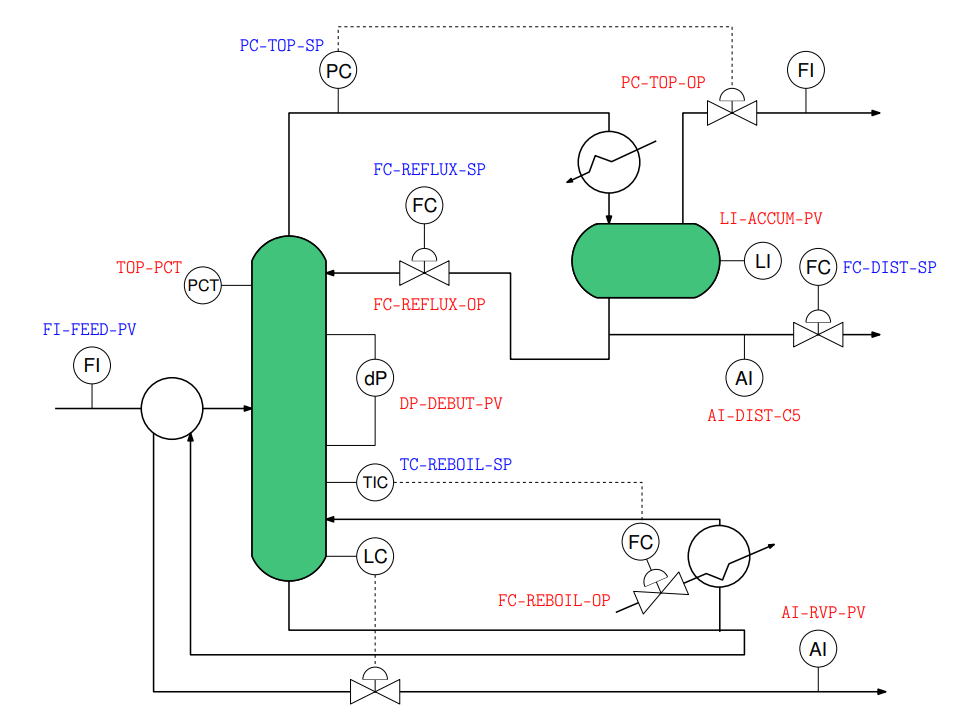 PC-TOP-SP
PC
PC-TOP-OP
FI
FC-REFLUX-SP
FC
LI-ACCUM-PV
LI
FC
FC-DIST-SP
TOP-PCT
PCT
FC-REFLUX-OP
FI-FEED-PV
FI
dP
DP-DEBUT-PV
AI
AI-DIST-C5
TC-REBOIL-SP
TIC
LC
FC
FC-REBOIL-OP
AI-RVP-PV
AI